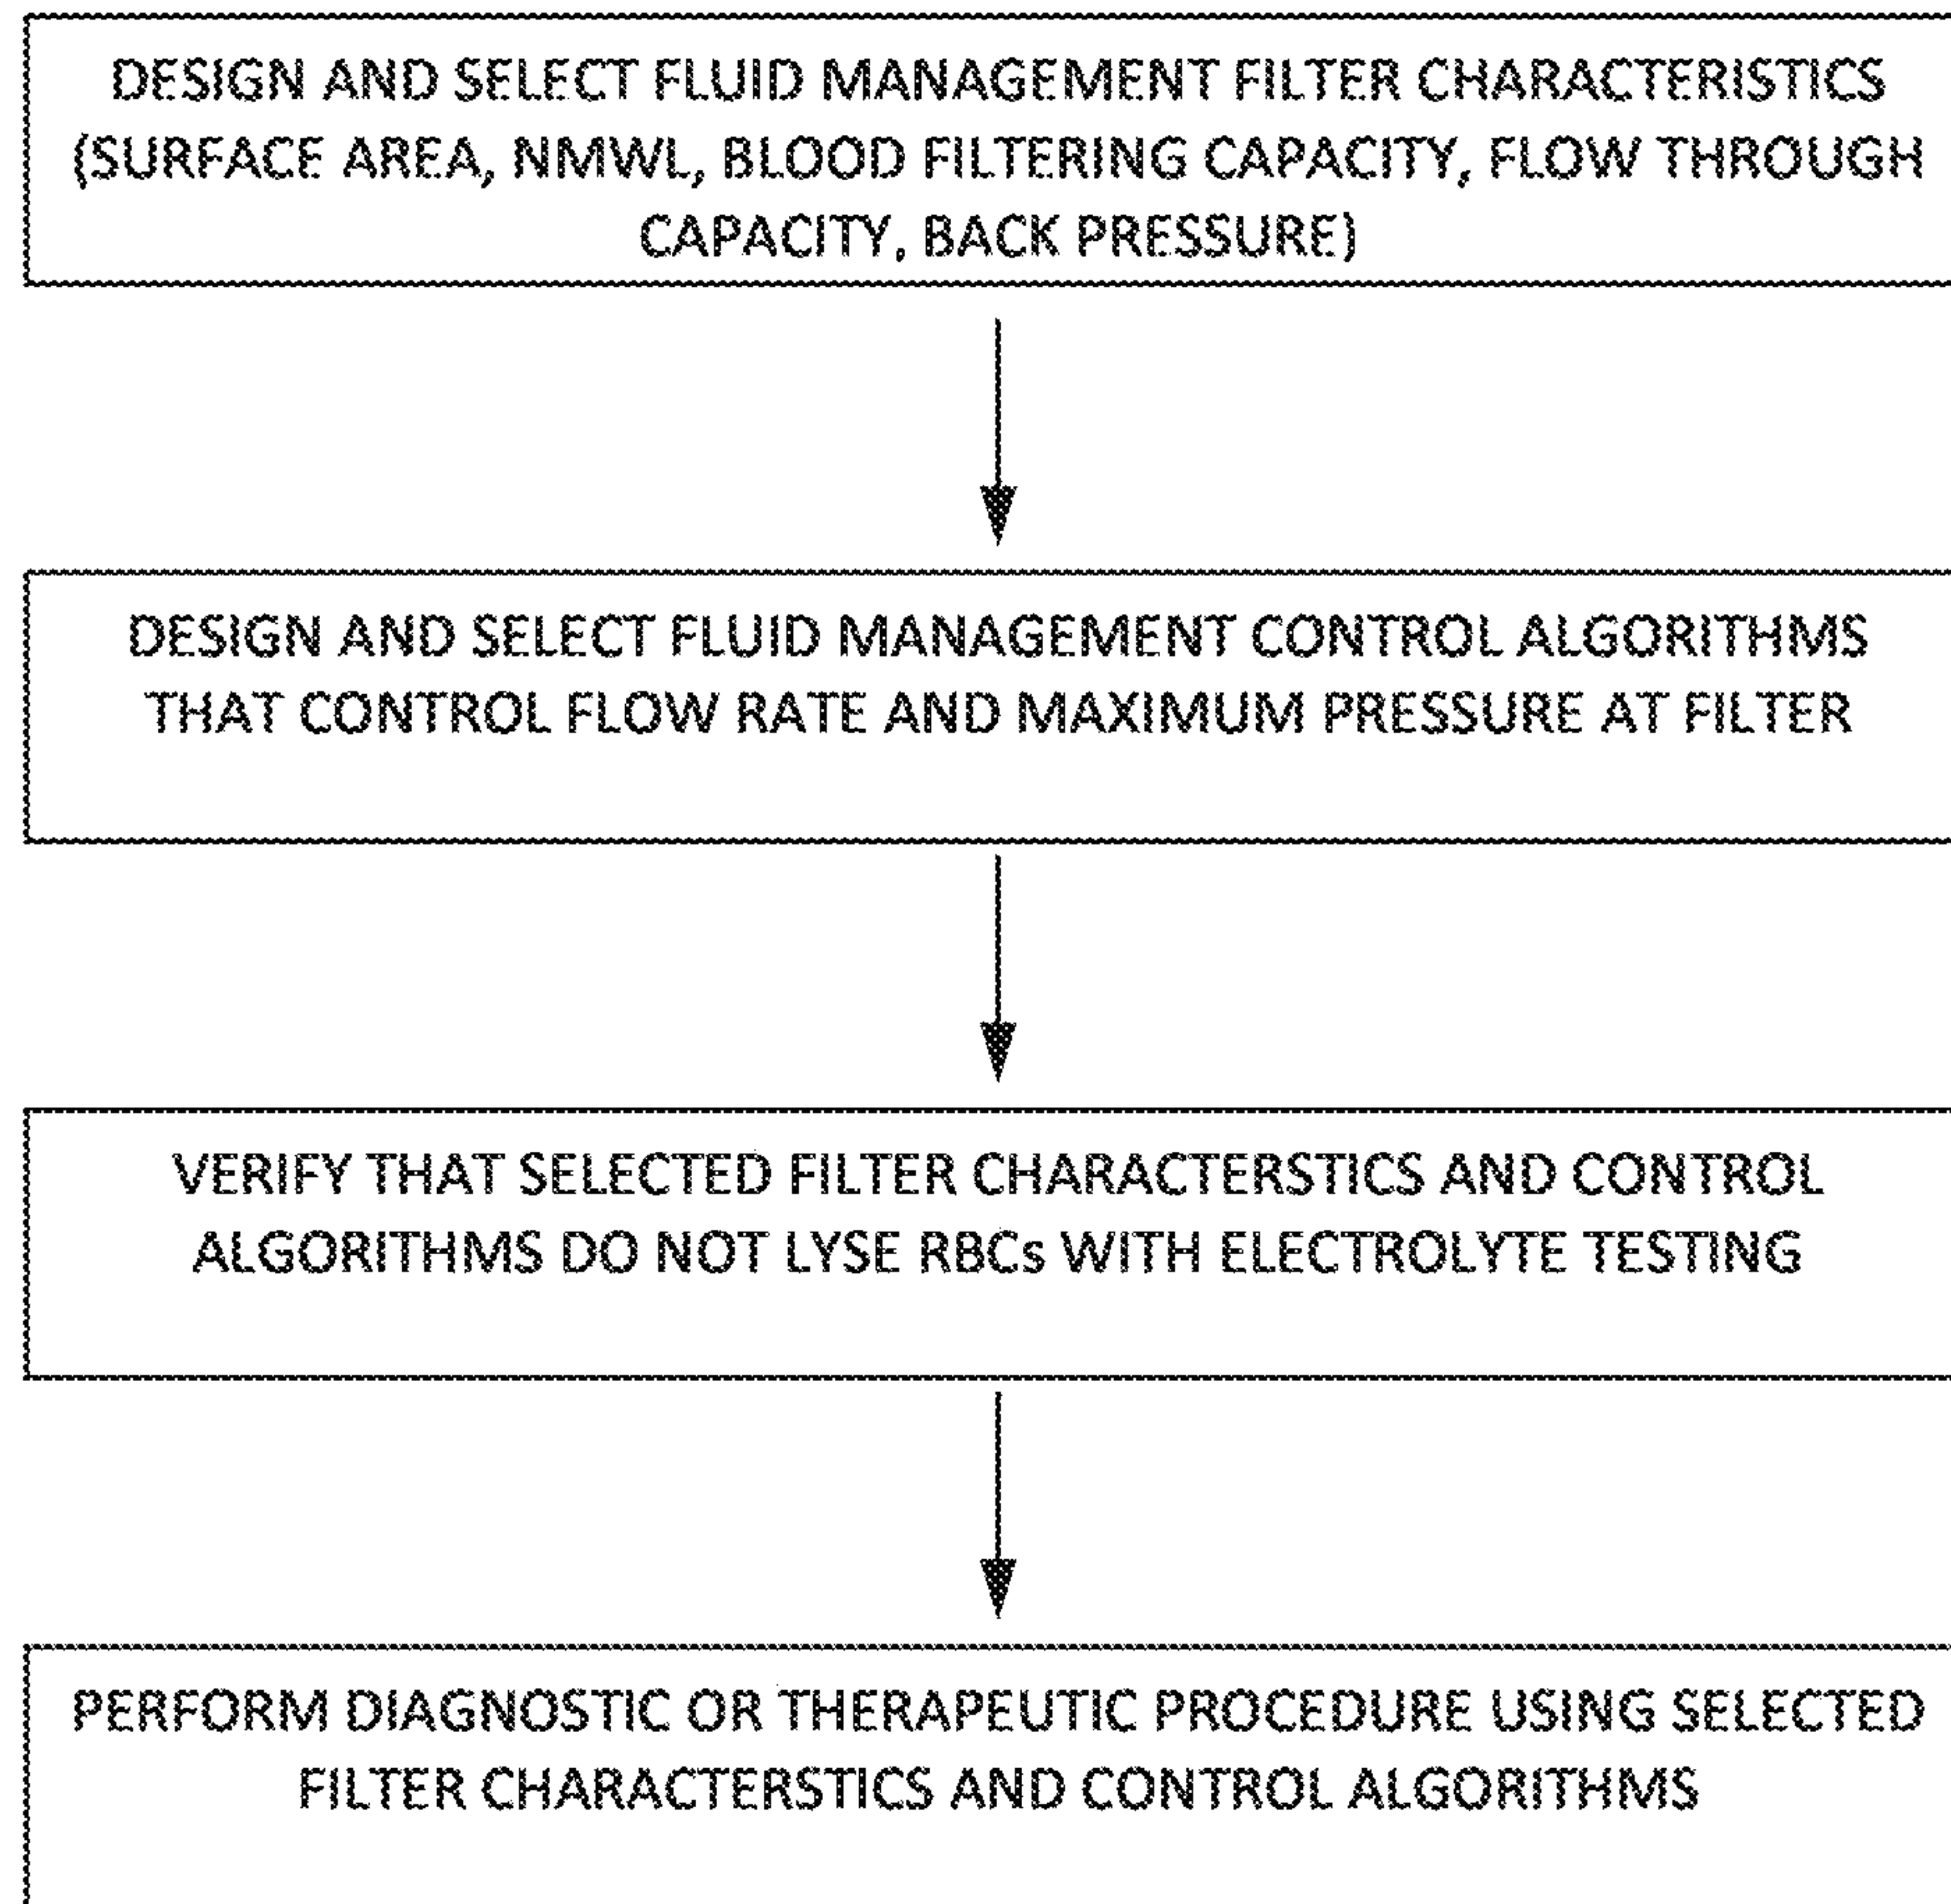 DESIGN AND SELECT FLUID MANAGEMENT FILTER CHARACTERISTICS
(SURFACE AREA, NMWL, BLOOD FILTERING CAPACITY, FLOW THROUGH
CAPACITY, BACK PRESSURE)
DESIGN AND SELECT FLUID MANAGEMENT CONTROL ALGORITHMS
THAT CONTROL FLOW RATE AND MAXIMUM PRESSURE AT FILTER
VERIFY THAT SELECTED FILTER CHARACTERSTICS AND CONTROL
ALGORITHMS DO NOT LYSE RBCs WITH ELECTROLYTE TESTING
PERFORM DIAGNOSTIC OR THERAPEUTIC PROCEDURE USING SELECTED
FILTER CHARACTERSTICS AND CONTROL ALGORITHMS